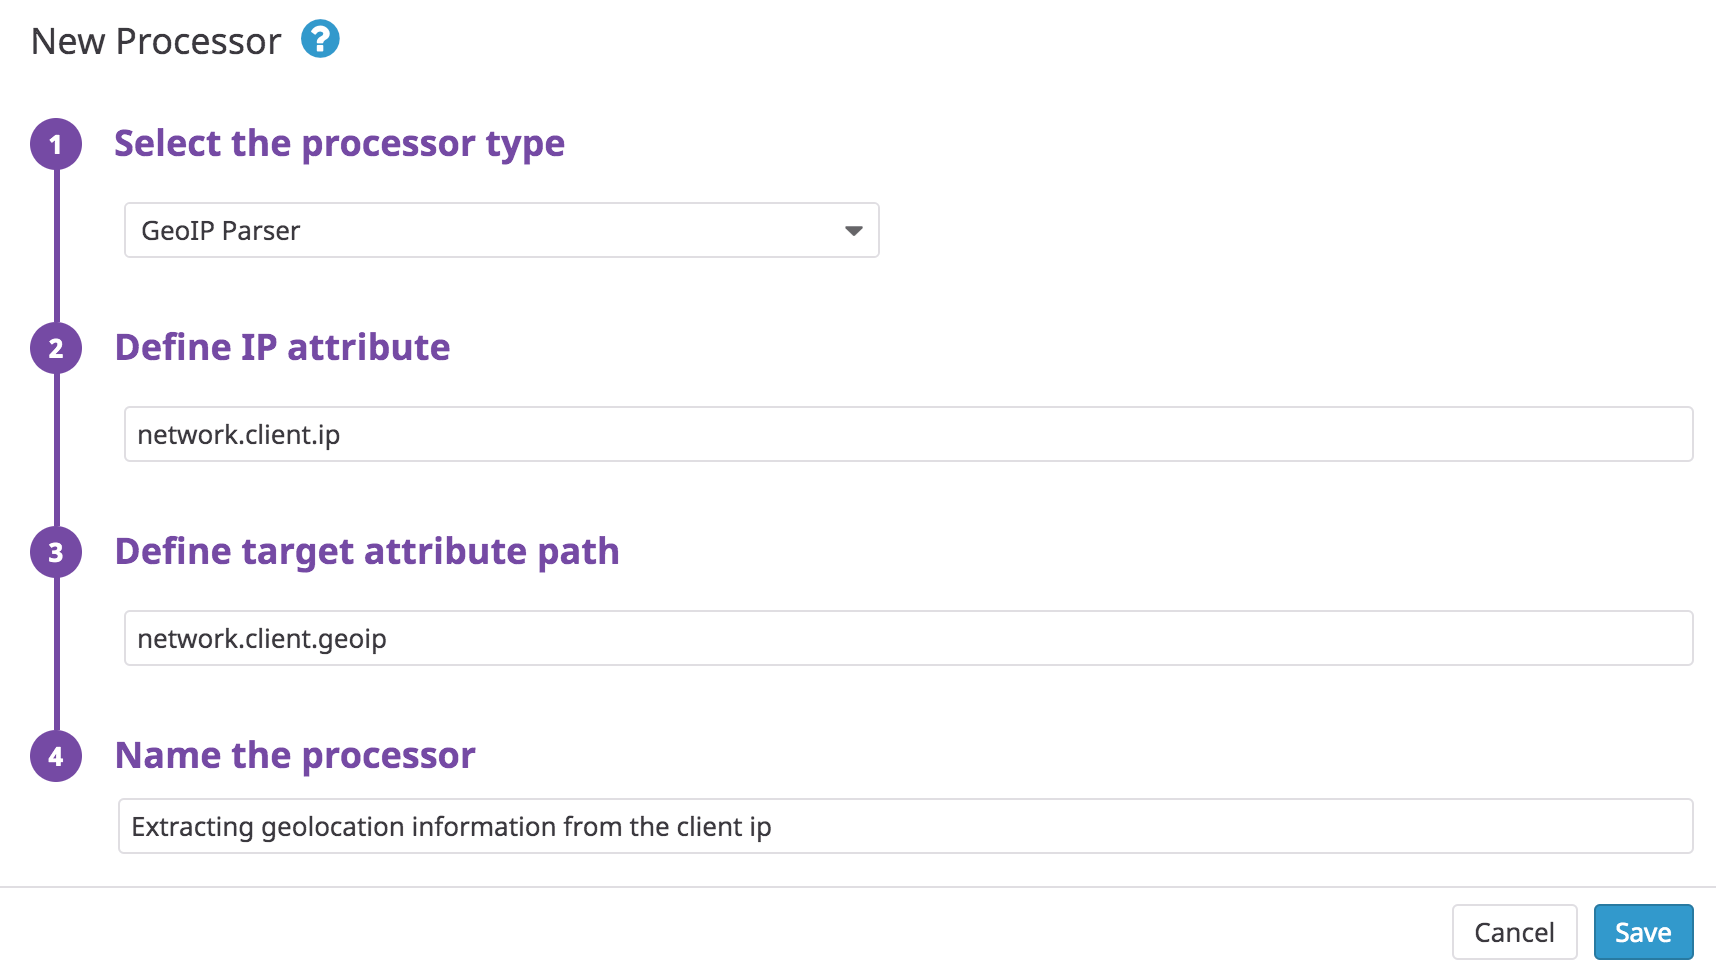 New Processor ?
1 Select the processor type
GeoIP Parser
2 Define IP attribute
network.client.ip
3 Define target attribute path
network.client.geoip
4 Name the processor
Extracting geolocation information from the client ip
Cancel Save